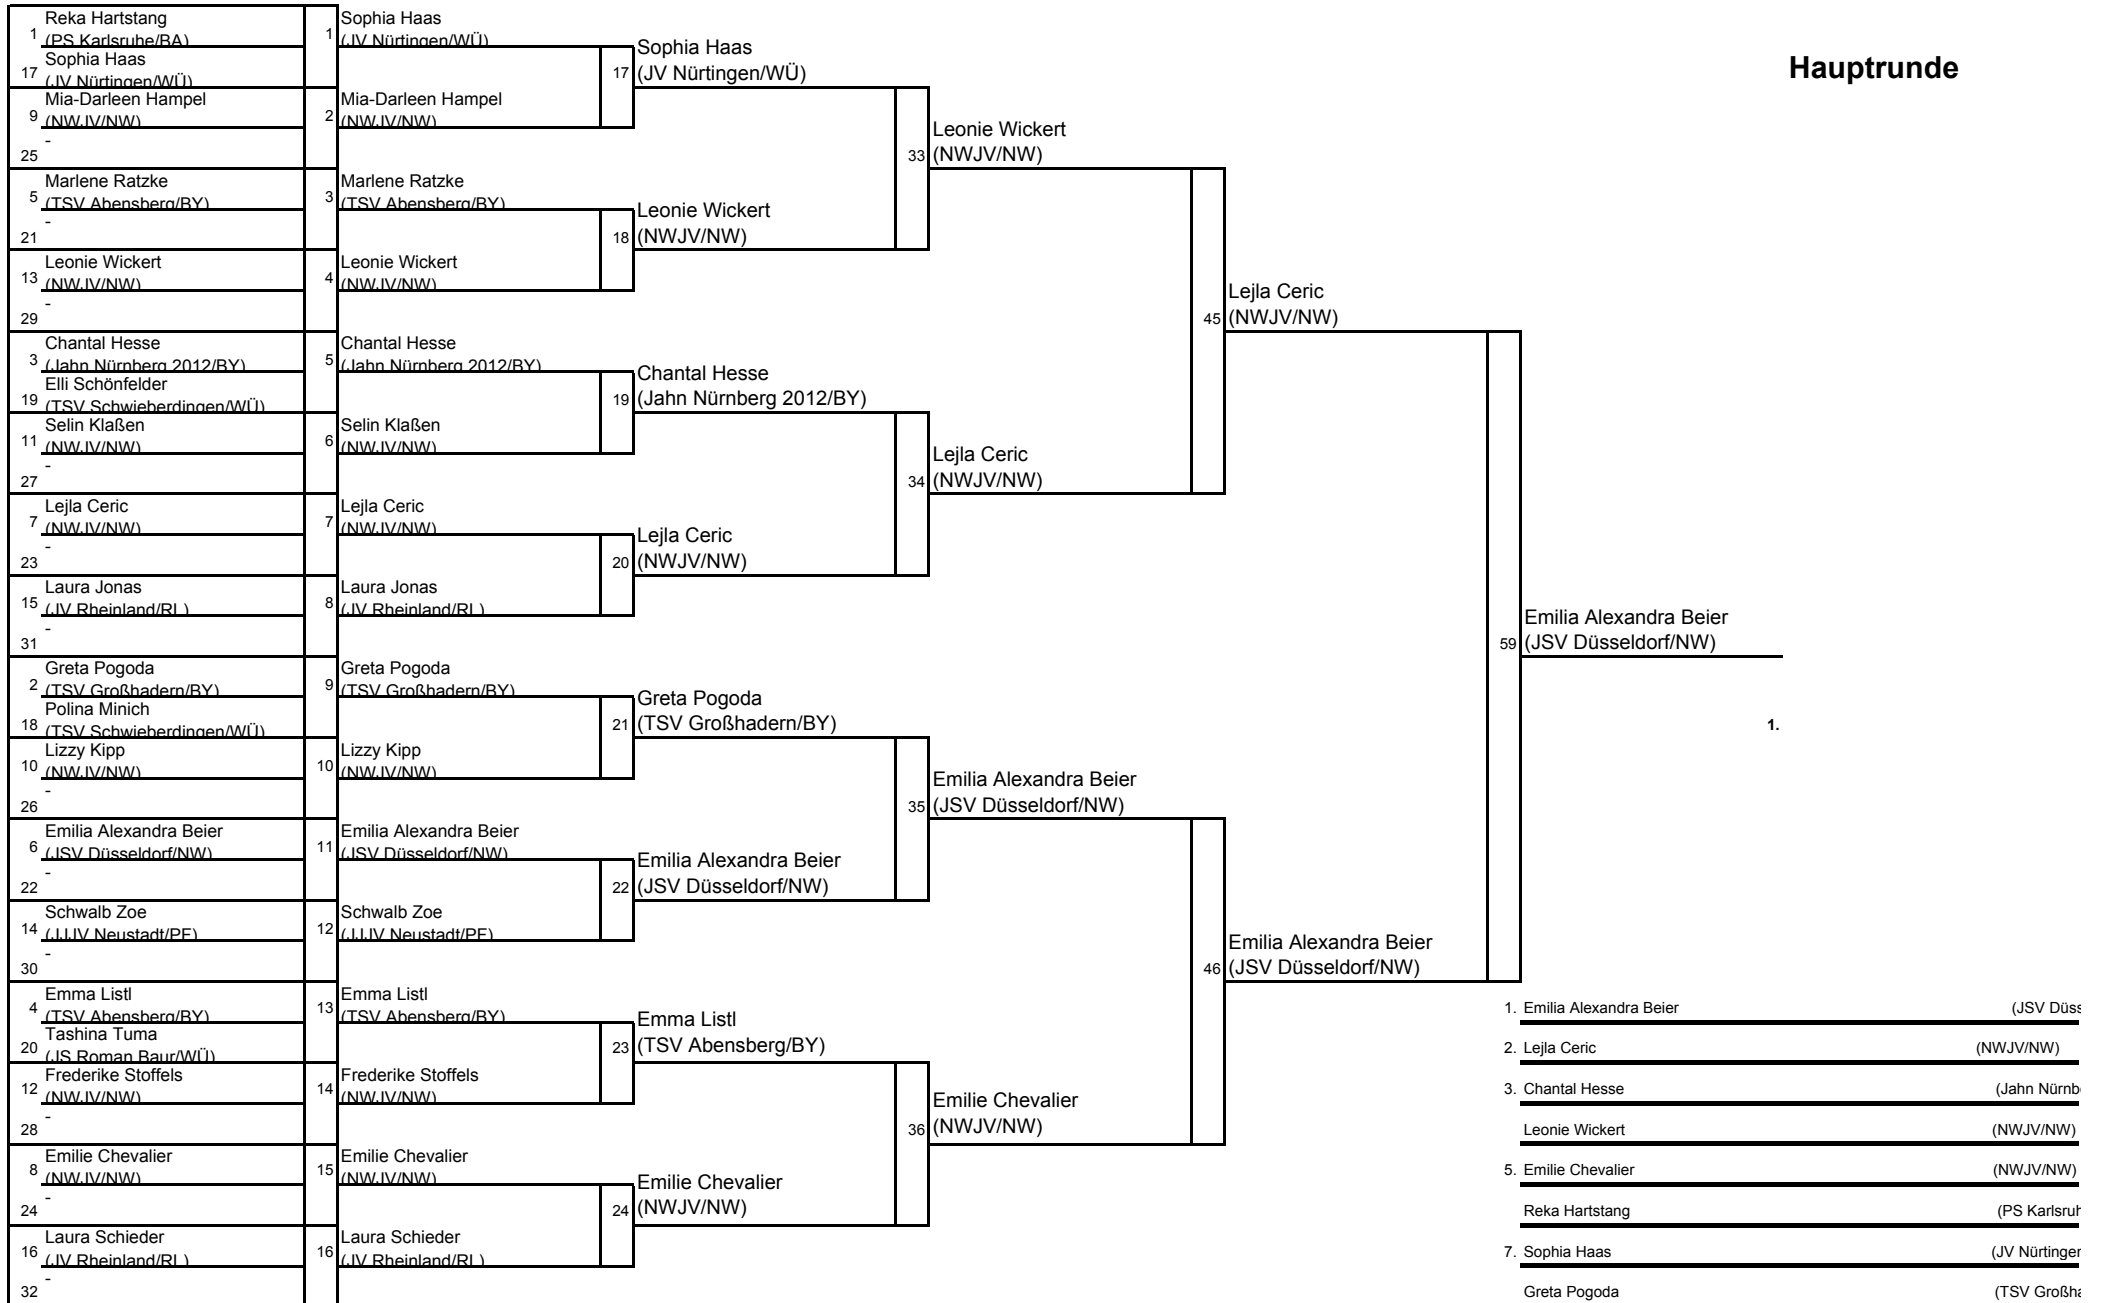 Hauptrunde
1 Reka Hartstang
(PS Karlsruhe/BA)
17 Sophia Haas
(JV Nürtingen/WÜ)
9 Mia-Darleen Hampel
(NWJV/NW)
25 -
5 Marlene Ratzke
(TSV Abensberg/BY)
21 -
13 Leonie Wickert
(NWJV/NW)
29 -
3 Chantal Hesse
(Jahn Nürnberg 2012/BY)
19 Elli Schönfelder
(TSV Schwieberdingen/WÜ)
11 Selin Klaßen
(NWJV/NW)
27 -
7 Lejla Ceric
(NWJV/NW)
23 -
15 Laura Jonas
(JV Rheinland/RL)
31 -
2 Greta Pogoda
(TSV Großhadern/BY)
18 Polina Minich
(TSV Schwieberdingen/WÜ)
10 Lizzy Kipp
(NWJV/NW)
26 -
6 Emilia Alexandra Beier
(JSV Düsseldorf/NW)
22 -
14 Schwalb Zoe
(JJJV Neustadt/PF)
30 -
4 Emma Listl
(TSV Abensberg/BY)
20 Tashina Tuma
(JS Roman Baur/WÜ)
12 Frederike Stoffels
(NWJV/NW)
28 -
8 Emilie Chevalier
(NWJV/NW)
24 -
16 Laura Schieder
(JV Rheinland/RL)
32 -
1 Sophia Haas
(JV Nürtingen/WÜ)
2 Mia-Darleen Hampel
(NWJV/NW)
3 Marlene Ratzke
(TSV Abensberg/BY)
4 Leonie Wickert
(NWJV/NW)
5 Chantal Hesse
(Jahn Nürnberg 2012/BY)
6 Selin Klaßen
(NWJV/NW)
7 Lejla Ceric
(NWJV/NW)
8 Laura Jonas
(JV Rheinland/RL)
9 Greta Pogoda
(TSV Großhadern/BY)
10 Lizzy Kipp
(NWJV/NW)
11 Emilia Alexandra Beier
(JSV Düsseldorf/NW)
12 Schwalb Zoe
(JJJV Neustadt/PF)
13 Emma Listl
(TSV Abensberg/BY)
14 Frederike Stoffels
(NWJV/NW)
15 Emilie Chevalier
(NWJV/NW)
16 Laura Schieder
(JV Rheinland/RL)
Sophia Haas
17 (JV Nürtingen/WÜ)
Leonie Wickert
18 (NWJV/NW)
Chantal Hesse
19 (Jahn Nürnberg 2012/BY)
Lejla Ceric
20 (NWJV/NW)
Greta Pogoda
21 (TSV Großhadern/BY)
Emilia Alexandra Beier
22 (JSV Düsseldorf/NW)
Emma Listl
23 (TSV Abensberg/BY)
Emilie Chevalier
24 (NWJV/NW)
Leonie Wickert
33 (NWJV/NW)
Lejla Ceric
34 (NWJV/NW)
Emilia Alexandra Beier
35 (JSV Düsseldorf/NW)
Emilie Chevalier
36 (NWJV/NW)
Lejla Ceric
45 (NWJV/NW)
Emilia Alexandra Beier
46 (JSV Düsseldorf/NW)
Emilia Alexandra Beier
59 (JSV Düsseldorf/NW)
1.
1. Emilia Alexandra Beier (JSV Düss
2. Lejla Ceric (NWJV/NW)
3. Chantal Hesse (Jahn Nürnb
Leonie Wickert (NWJV/NW)
5. Emilie Chevalier (NWJV/NW)
Reka Hartstang (PS Karlsruh
7. Sophia Haas (JV Nürtinger
Greta Pogoda (TSV Großha